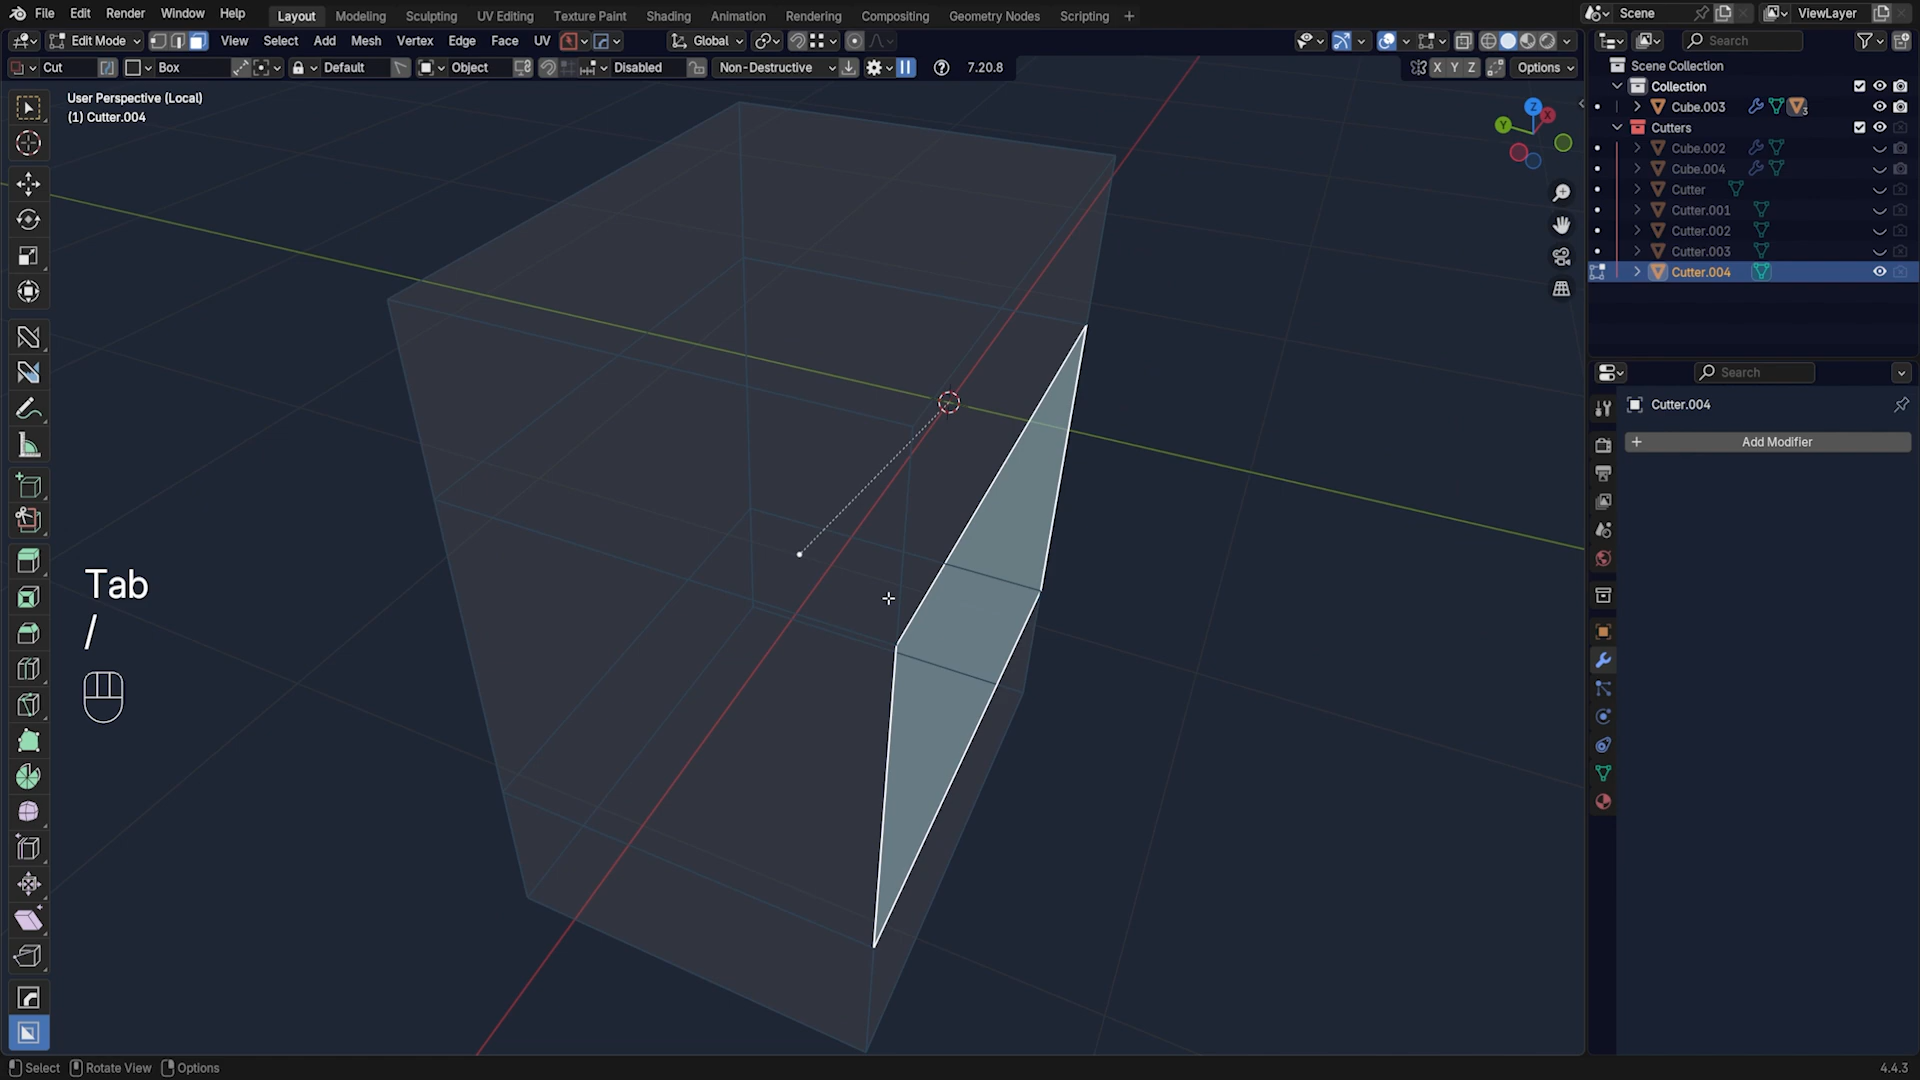 File Edit Render Window Help Layout Modeling Sculpting UV Editing Texture Paint Shading Animation Rendering Compositing Geometry Nodes Scripting + Scene ViewLayer
Edit Mode View Select Add Mesh Vertex Edge Face UV Global Search
Cut Box Default Object Disabled Non-Destructive 7.20.8 X Y Z Options
User Perspective (Local)
(1) Cutter.004
Scene Collection
Collection
Cube.003
3
Cutters
Cube.002
Cube.004
Cutter
Cutter.001
Cutter.002
Cutter.003
Cutter.004
Z
X
Y
Search
Cutter.004
+ Add Modifier
Tab
/
Select Rotate View Options 4.4.3